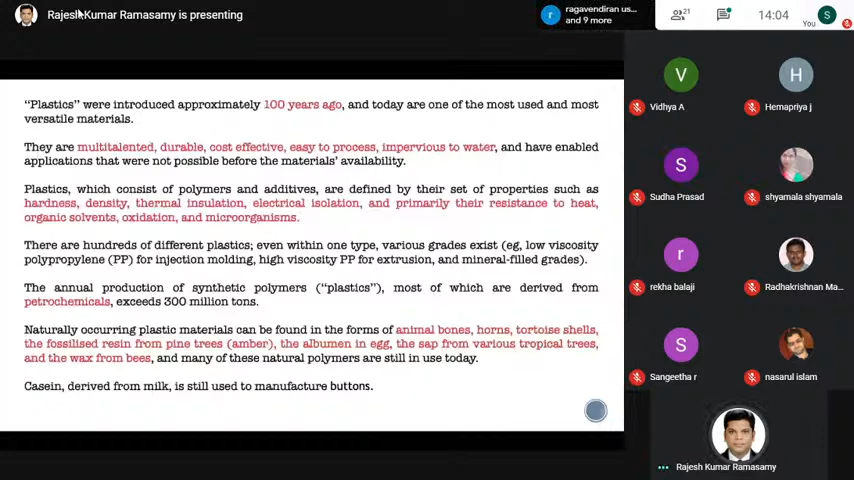 Rajesh Kumar Ramasamy is presenting
r
ragavendiran us...
and 9 more
21
14:04
You
S
"Plastics" were introduced approximately 100 years ago, and today are one of the most used and most
versatile materials.
They are multitalented, durable, cost effective, easy to process, impervious to water, and have enabled
applications that were not possible before the materials' availability.
Plastics, which consist of polymers and additives, are defined by their set of properties such as
hardness, density, thermal insulation, electrical isolation, and primarily their resistance to heat,
organic solvents, oxidation, and microorganisms.
There are hundreds of different plastics; even within one type, various grades exist (eg, low viscosity
polypropylene (PP) for injection molding, high viscosity PP for extrusion, and mineral-filled grades).
The annual production of synthetic polymers ("plastics"), most of which are derived from
petrochemicals, exceeds 300 million tons.
Naturally occurring plastic materials can be found in the forms of animal bones, horns, tortoise shells,
the fossilised resin from pine trees (amber), the albumen in egg, the sap from various tropical trees,
and the wax from bees, and many of these natural polymers are still in use today.
Casein, derived from milk, is still used to manufacture buttons.
V
Vidhya A
H
Hemapriya j
S
Sudha Prasad
shyamala shyamala
r
rekha balaji
Radhakrishnan Ma...
S
Sangeetha r
nasarul islam
Rajesh Kumar Ramasamy